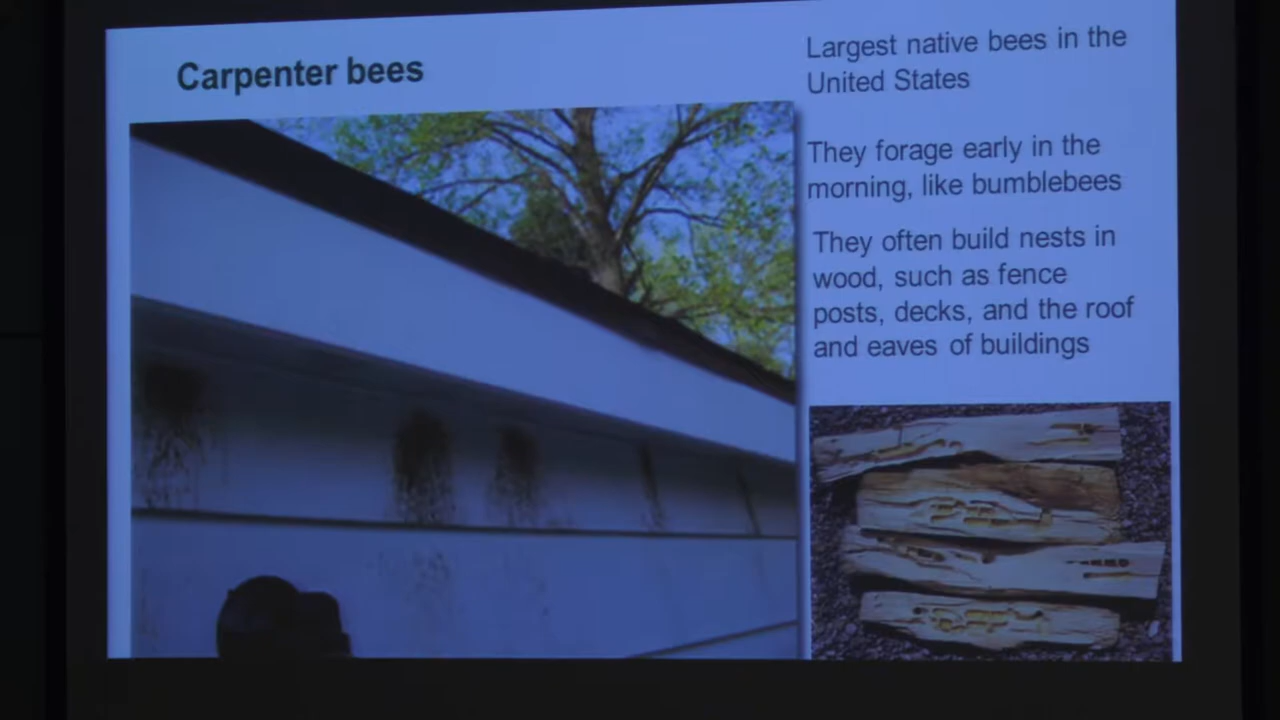 Carpenter bees
Largest native bees in the
United States
They forage early in the
morning, like bumblebees
They often build nests in
wood, such as fence
posts, decks, and the roof
and eaves of buildings